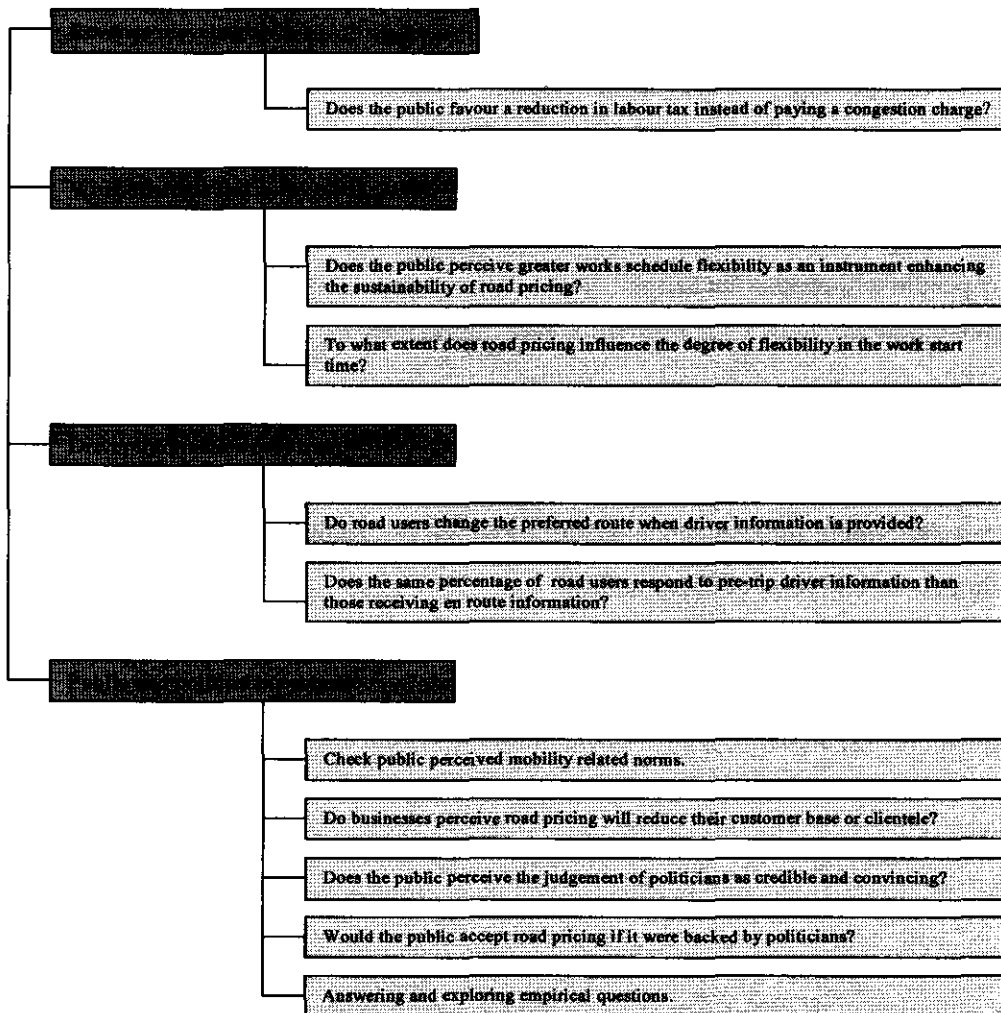 Does the public favour a reduction in labour tax instead of paying a congestion charge?
Does the public perceive greater works schedule flexibility as an instrument enhancing
the sustainability of road pricing?
To what extent does road pricing influence the degree of flexibility in the work start
time?
Do road users change the preferred route when driver information is provided?
Does the same percentage of road users respond to pre-trip driver information than
those receiving en route information?
Check public perceived mobility related norms.
Do businesses perceive road pricing will reduce their customer base or clientele?
Does the public perceive the judgement of politicians as credible and convincing?
Would the public accept road pricing if it were backed by politicians?
Answering and exploring empirical questions.